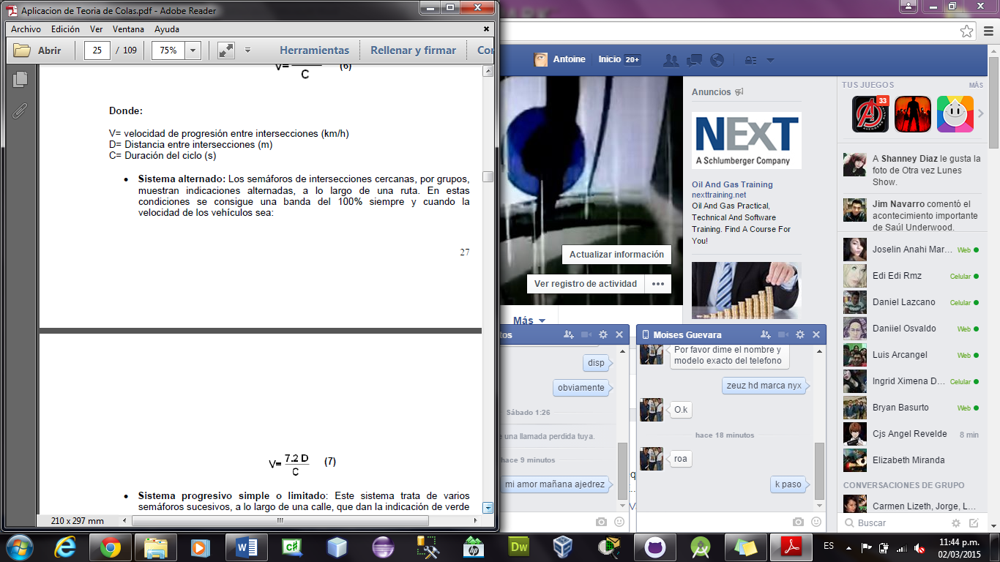 Aplicacion de Teoria de Colas.pdf - Adobe Reader
Archivo Edición Ver Ventana Ayuda
Abrir 25 / 109 75% Herramientas Rellenar y firmar
V= C (6)
Donde:
V= velocidad de progresión entre intersecciones (km/h)
D= Distancia entre intersecciones (m)
C= Duración del ciclo (s)
• Sistema alternado: Los semáforos de intersecciones cercanas, por grupos,
muestran indicaciones alternadas, a lo largo de una ruta. En estas
condiciones se consigue una banda del 100% siempre y cuando la
velocidad de los vehículos sea:
27
V= 7.2 D / C (7)
• Sistema progresivo simple o limitado: Este sistema trata de varios
semáforos sucesivos, a lo largo de una calle, que dan la indicación de verde
210 x 297 mm
Antoine Inicio 20+
Actualizar información
Ver registro de actividad •••
Más
Anuncios
NExT
A Schlumberger Company
Oil And Gas Training
nexttraining.net
Oil And Gas Practical,
Technical And Software
Training. Find A Course For
You!
TUS JUEGOS MÁS
33
A Shanney Diaz le gusta la
foto de Otra vez Lunes
Show.
Jim Navarro comentó el
acontecimiento importante
de Saúl Underwood.
Joselin Anahi Mar... Web
Edi Edi Rmz Celular
Daniel Lazcano Celular
Daniiel Osvaldo Web
Luis Arcangel Web
Ingrid Ximena D... Celular
Bryan Basurto Web
Cjs Angel Revelde 8 min
Elizabeth Miranda
CONVERSACIONES DE GRUPO
Carmen Lizeth, Jorge, L...
Buscar
disp
obviamente
Sábado 1:26
una llamada perdida tuya.
hace 9 minutos
mi amor mañana ajedrez
Moises Guevara
Por favor dime el nombre y
modelo exacto del telefono
zeuz hd marca nyx
O.k
hace 18 minutos
roa
k paso
ES
11:44 p.m.
02/03/2015